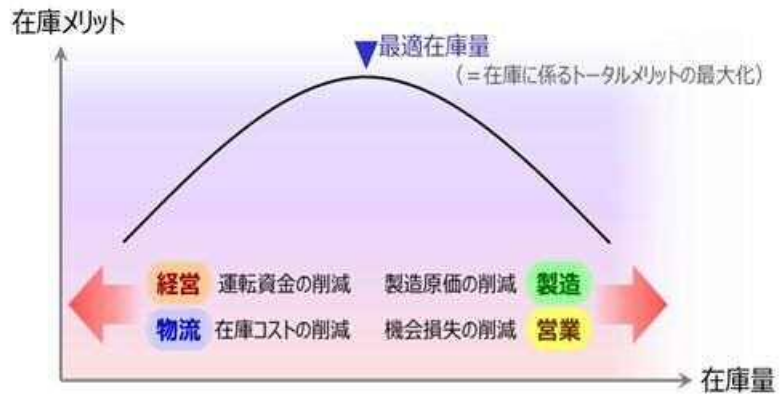 在庫メリット
最適在庫量
（＝在庫に係るトータルメリットの最大化）
経営 運転資金の削減 製造原価の削減 製造
物流 在庫コストの削減 機会損失の削減 営業
在庫量